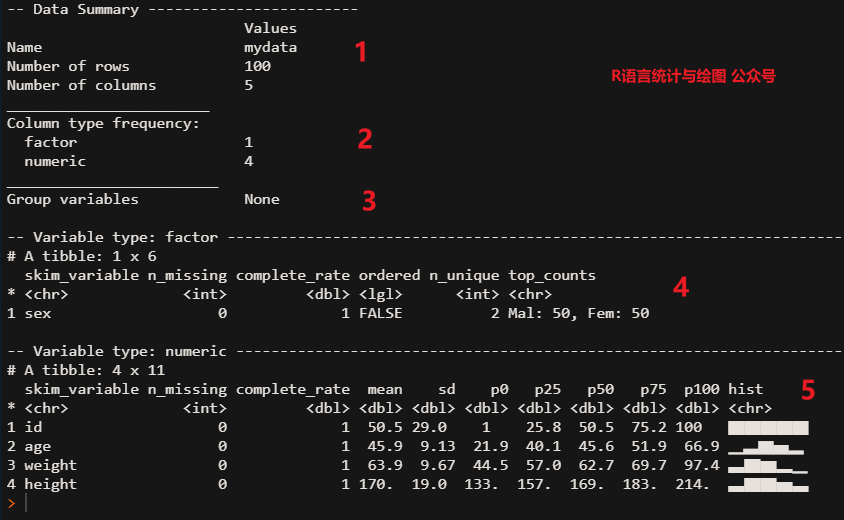 -- Data Summary ------------------------
                           Values
Name                       mydata
1
Number of rows             100
R语言统计与绘图 公众号
Number of columns          5
_______________________
Column type frequency:
  factor                   1
2
  numeric                  4
________________________
Group variables            None
3
-- Variable type: factor --------------------------------------------------------------------
# A tibble: 1 x 6
  skim_variable n_missing complete_rate ordered n_unique top_counts
4
* <chr>             <int>         <dbl> <lgl>      <int> <chr>
1 sex                   0             1 FALSE          2 Mal: 50, Fem: 50
-- Variable type: numeric -------------------------------------------------------------------
# A tibble: 4 x 11
  skim_variable n_missing complete_rate  mean    sd    p0   p25   p50   p75  p100 hist
5
* <chr>             <int>         <dbl> <dbl> <dbl> <dbl> <dbl> <dbl> <dbl> <dbl> <chr>
1 id                    0             1  50.5 29.0    1    25.8  50.5  75.2 100
2 age                   0             1  45.9  9.13  21.9  40.1  45.6  51.9  66.9
3 weight                0             1  63.9  9.67  44.5  57.0  62.7  69.7  97.4
4 height                0             1 170.  19.0  133.  157.  169.  183.  214.
>